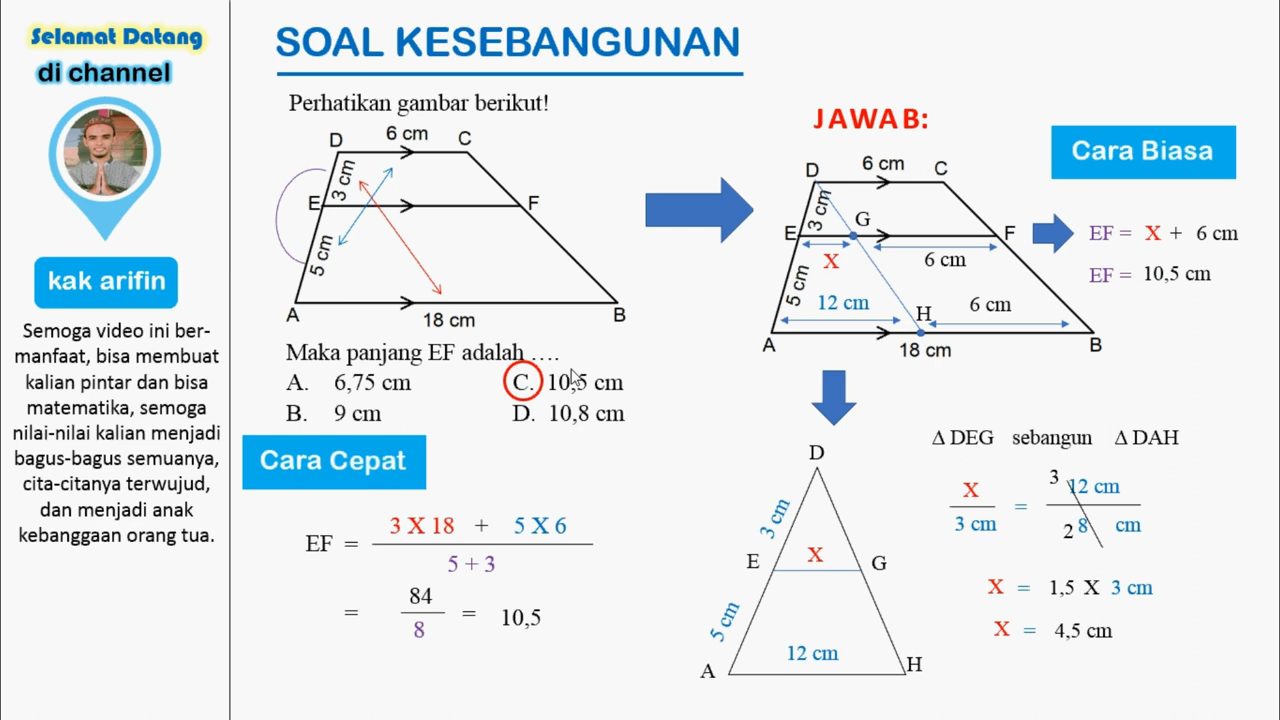 Selamat Datang
di channel
kak arifin
Semoga video ini ber-
manfaat, bisa membuat
kalian pintar dan bisa
matematika, semoga
nilai-nilai kalian menjadi
bagus-bagus semuanya,
cita-citanya terwujud,
dan menjadi anak
kebanggaan orang tua.
SOAL KESEBANGUNAN
Perhatikan gambar berikut!
D 6 cm C
3 cm
E F
5 cm
A 18 cm B
Maka panjang EF adalah ….
A. 6,75 cm C. 10,5 cm
B. 9 cm D. 10,8 cm
Cara Cepat
EF = 3 X 18 + 5 X 6
5 + 3
= 84 = 10,5
8
JAWAB:
D 6 cm C
3 cm G
E F
X 6 cm
5 cm 12 cm 6 cm
H
A 18 cm B
Cara Biasa
EF = X + 6 cm
EF = 10,5 cm
D
3 cm
E X G
5 cm
12 cm
A H
Δ DEG sebangun Δ DAH
X = 3 12 cm
3 cm 2 8 cm
X = 1,5 X 3 cm
X = 4,5 cm